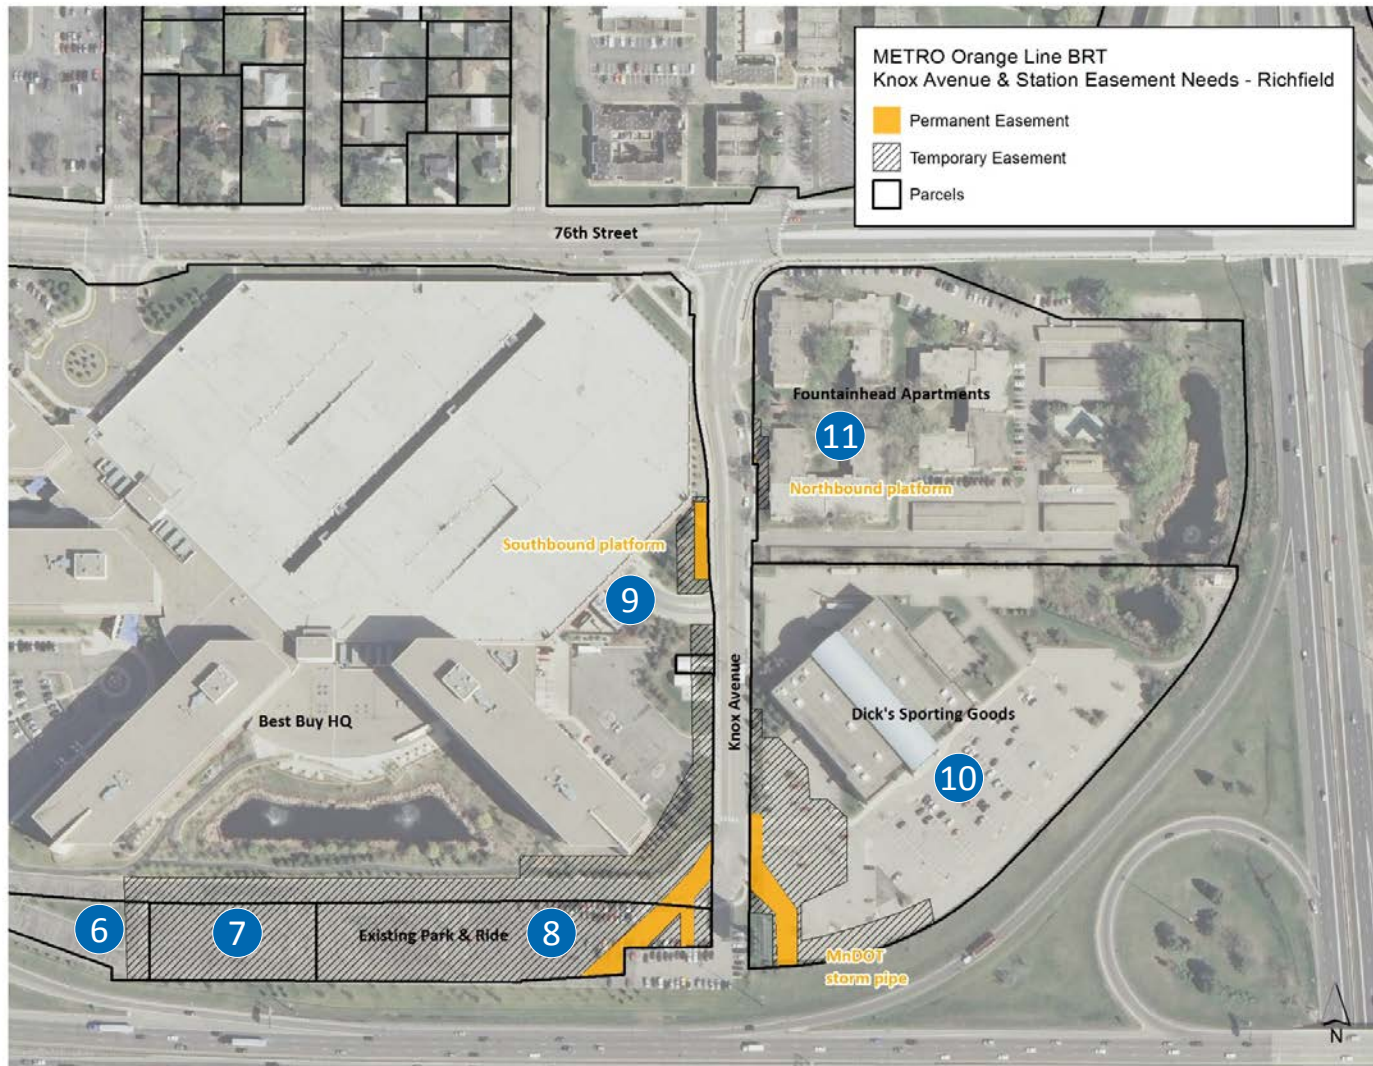 METRO Orange Line BRT
Knox Avenue & Station Easement Needs - Richfield
Permanent Easement
Temporary Easement
Parcels
76th Street
Fountainhead Apartments
11
Northbound platform
Southbound platform
9
Knox Avenue
Best Buy HQ
Dick's Sporting Goods
10
6
7
Existing Park & Ride
8
MnDOT
storm pipe
N